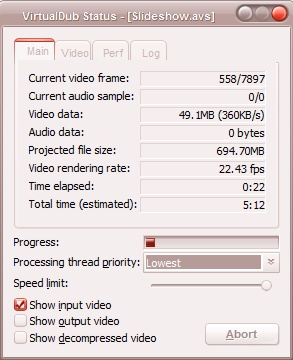 VirtualDub Status - [Slideshow.avs]
Main Video Perf Log
Current video frame: 558/7897
Current audio sample: 0/0
Video data: 49.1MB (360KB/s)
Audio data: 0 bytes
Projected file size: 694.70MB
Video rendering rate: 22.43 fps
Time elapsed: 0:22
Total time (estimated): 5:12
Progress:
Processing thread priority: Lowest
Speed limit:
Show input video
Show output video
Show decompressed video
Abort